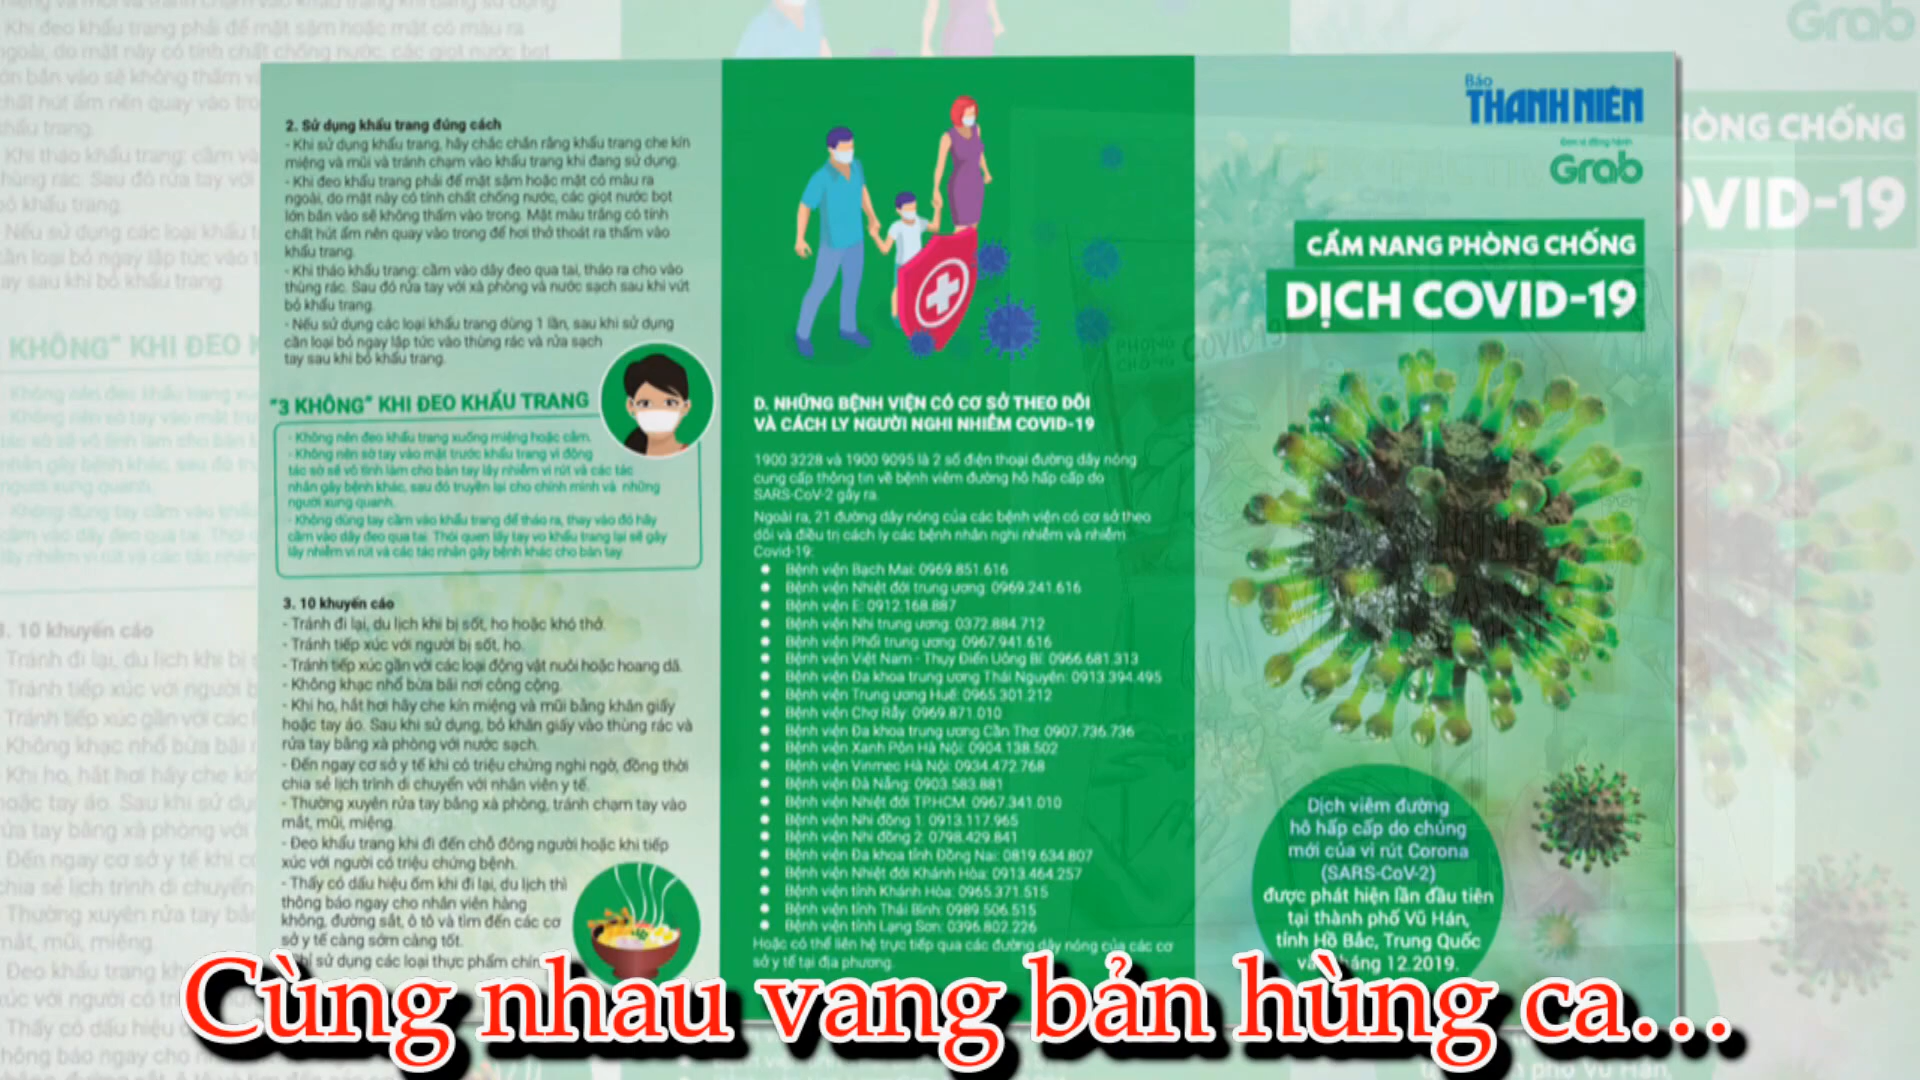 2. Sử dụng khẩu trang đúng cách
- Khi sử dụng khẩu trang, hãy chắc chắn rằng khẩu trang che kín
miệng và mũi và tránh chạm vào khẩu trang khi đang sử dụng.
- Khi đeo khẩu trang phải để mặt sậm hoặc mặt có màu ra
ngoài, do mặt này có tính chất chống nước, các giọt nước bọt
lớn bắn vào sẽ không thấm vào trong. Mặt màu trắng có tính
chất hút ẩm nên quay vào trong để hơi thở thoát ra thấm vào
khẩu trang.
- Khi tháo khẩu trang: cầm vào dây đeo qua tai, tháo ra cho vào
thùng rác. Sau đó rửa tay với xà phòng và nước sạch sau khi vứt
bỏ khẩu trang.
- Nếu sử dụng các loại khẩu trang dùng 1 lần, sau khi sử dụng
cần loại bỏ ngay lập tức vào thùng rác và rửa sạch
tay sau khi bỏ khẩu trang.
"3 KHÔNG" KHI ĐEO KHẨU TRANG
- Không nên đeo khẩu trang xuống miệng hoặc cằm.
- Không nên sờ tay vào mặt trước khẩu trang vì động
tác sờ sẽ vô tình làm cho bàn tay lây nhiễm vi rút và các tác
nhân gây bệnh khác, sau đó truyền lại cho chính mình và những
người xung quanh.
- Không dùng tay cầm vào khẩu trang để tháo ra, thay vào đó hãy
cầm vào dây đeo qua tai. Thói quen lấy tay vo khẩu trang lại sẽ gây
lây nhiễm vi rút và các tác nhân gây bệnh khác cho bàn tay.
3. 10 khuyến cáo
- Tránh đi lại, du lịch khi bị sốt, ho hoặc khó thở.
- Tránh tiếp xúc với người bị sốt, ho.
- Tránh tiếp xúc gần với các loại động vật nuôi hoặc hoang dã.
- Không khạc nhổ bừa bãi nơi công cộng.
- Khi ho, hắt hơi hãy che kín miệng và mũi bằng khăn giấy
hoặc tay áo. Sau khi sử dụng, bỏ khăn giấy vào thùng rác và
rửa tay bằng xà phòng với nước sạch.
- Đến ngay cơ sở y tế khi có triệu chứng nghi ngờ, đồng thời
chia sẻ lịch trình di chuyển với nhân viên y tế.
- Thường xuyên rửa tay bằng xà phòng, tránh chạm tay vào
mắt, mũi, miệng.
- Đeo khẩu trang khi đi đến chỗ đông người hoặc khi tiếp
xúc với người có triệu chứng bệnh.
- Thấy có dấu hiệu ốm khi đi lại, du lịch thì
thông báo ngay cho nhân viên hàng
không, đường sắt, ô tô và tìm đến các cơ
sở y tế càng sớm càng tốt.
sử dụng các loại thực phẩm chín
D. NHỮNG BỆNH VIỆN CÓ CƠ SỞ THEO DÕI
VÀ CÁCH LY NGƯỜI NGHI NHIỄM COVID-19
1900 3228 và 1900 9095 là 2 số điện thoại đường dây nóng
cung cấp thông tin về bệnh viêm đường hô hấp cấp do
SARS-CoV-2 gây ra.
Ngoài ra, 21 đường dây nóng của các bệnh viện có cơ sở theo
dõi và điều trị cách ly các bệnh nhân nghi nhiễm và nhiễm
Covid-19:
● Bệnh viện Bạch Mai: 0969.851.616
● Bệnh viện Nhiệt đới trung ương: 0969.241.616
● Bệnh viện E: 0912.168.887
● Bệnh viện Nhi trung ương: 0372.884.712
● Bệnh viện Phổi trung ương: 0967.941.616
● Bệnh viện Việt Nam - Thụy Điển Uông Bí: 0966.681.313
● Bệnh viện Đa khoa trung ương Thái Nguyên: 0913.394.495
● Bệnh viện Trung ương Huế: 0965.301.212
● Bệnh viện Chợ Rẫy: 0969.871.010
● Bệnh viện Đa khoa trung ương Cần Thơ: 0907.736.736
● Bệnh viện Xanh Pôn Hà Nội: 0904.138.502
● Bệnh viện Vinmec Hà Nội: 0934.472.768
● Bệnh viện Đà Nẵng: 0903.583.881
● Bệnh viện Nhiệt đới TP.HCM: 0967.341.010
● Bệnh viện Nhi đồng 1: 0913.117.965
● Bệnh viện Nhi đồng 2: 0798.429.841
● Bệnh viện Đa khoa tỉnh Đồng Nai: 0819.634.807
● Bệnh viện Nhiệt đới Khánh Hòa: 0913.464.257
● Bệnh viện tỉnh Khánh Hòa: 0965.371.515
● Bệnh viện tỉnh Thái Bình: 0989.506.515
● Bệnh viện tỉnh Lạng Sơn: 0396.802.226
Hoặc có thể liên hệ trực tiếp qua các đường dây nóng của các cơ
sở y tế tại địa phương.
Báo
THANH NIÊN
Đơn vị đồng hành
Grab
CẨM NANG PHÒNG CHỐNG
DỊCH COVID-19
Dịch viêm đường
hô hấp cấp do chủng
mới của vi rút Corona
(SARS-CoV-2)
được phát hiện lần đầu tiên
tại thành phố Vũ Hán,
tỉnh Hồ Bắc, Trung Quốc
12.2019.
Cùng nhau vang bản hùng ca...